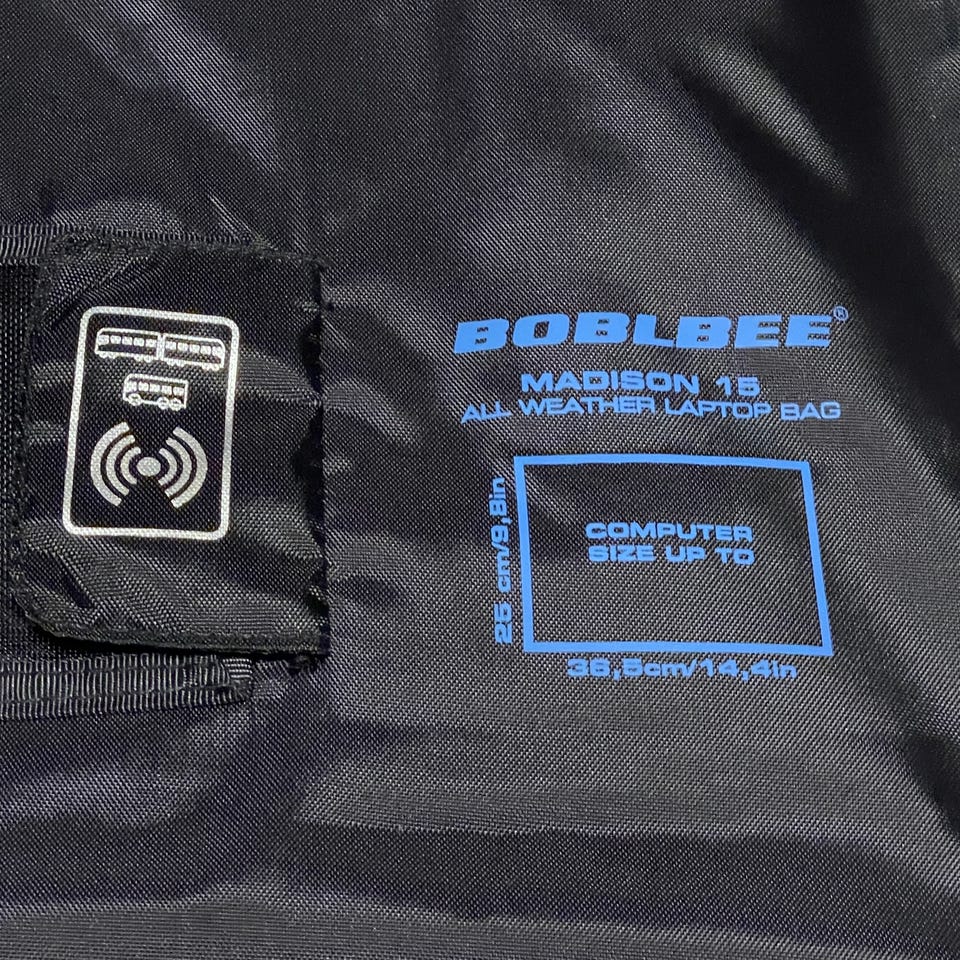 BOBLBEE®
MADISON 15
ALL WEATHER LAPTOP BAG
COMPUTER
SIZE UP TO
25 cm/9,8in
36,5cm/14,4in